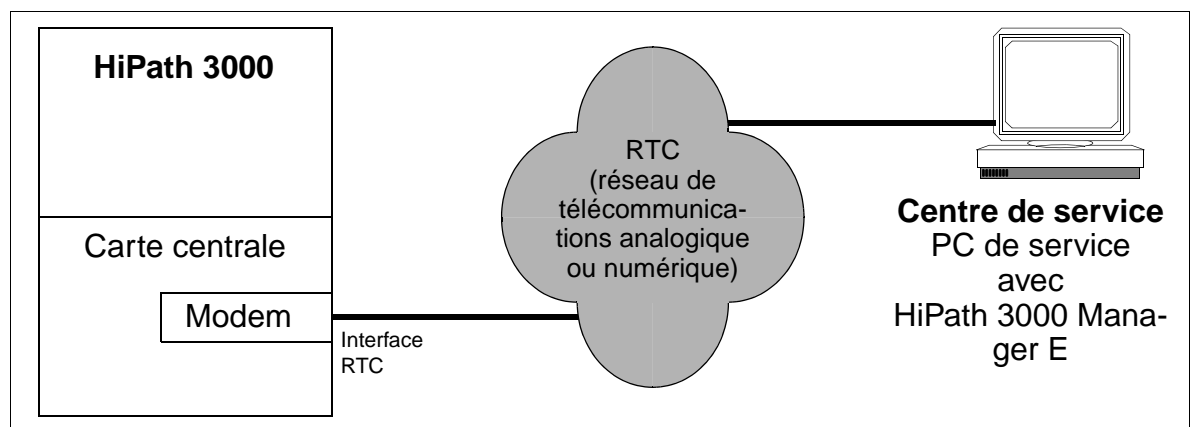 HiPath 3000
Carte centrale
Modem
Interface
RTC
RTC
(réseau de
télécommunica-
tions analogique
ou numérique)
Centre de service
PC de service
avec
HiPath 3000 Mana-
ger E